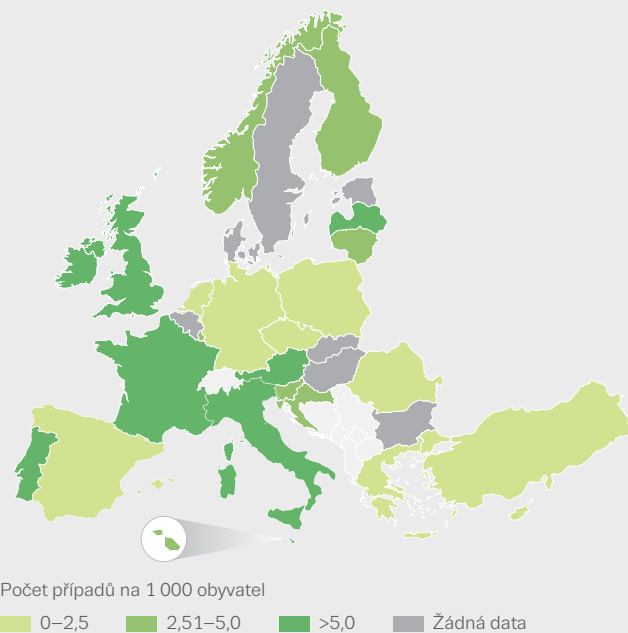 Počet případů na 1 000 obyvatel
0–2,5 2,51–5,0 >5,0 Žádná data